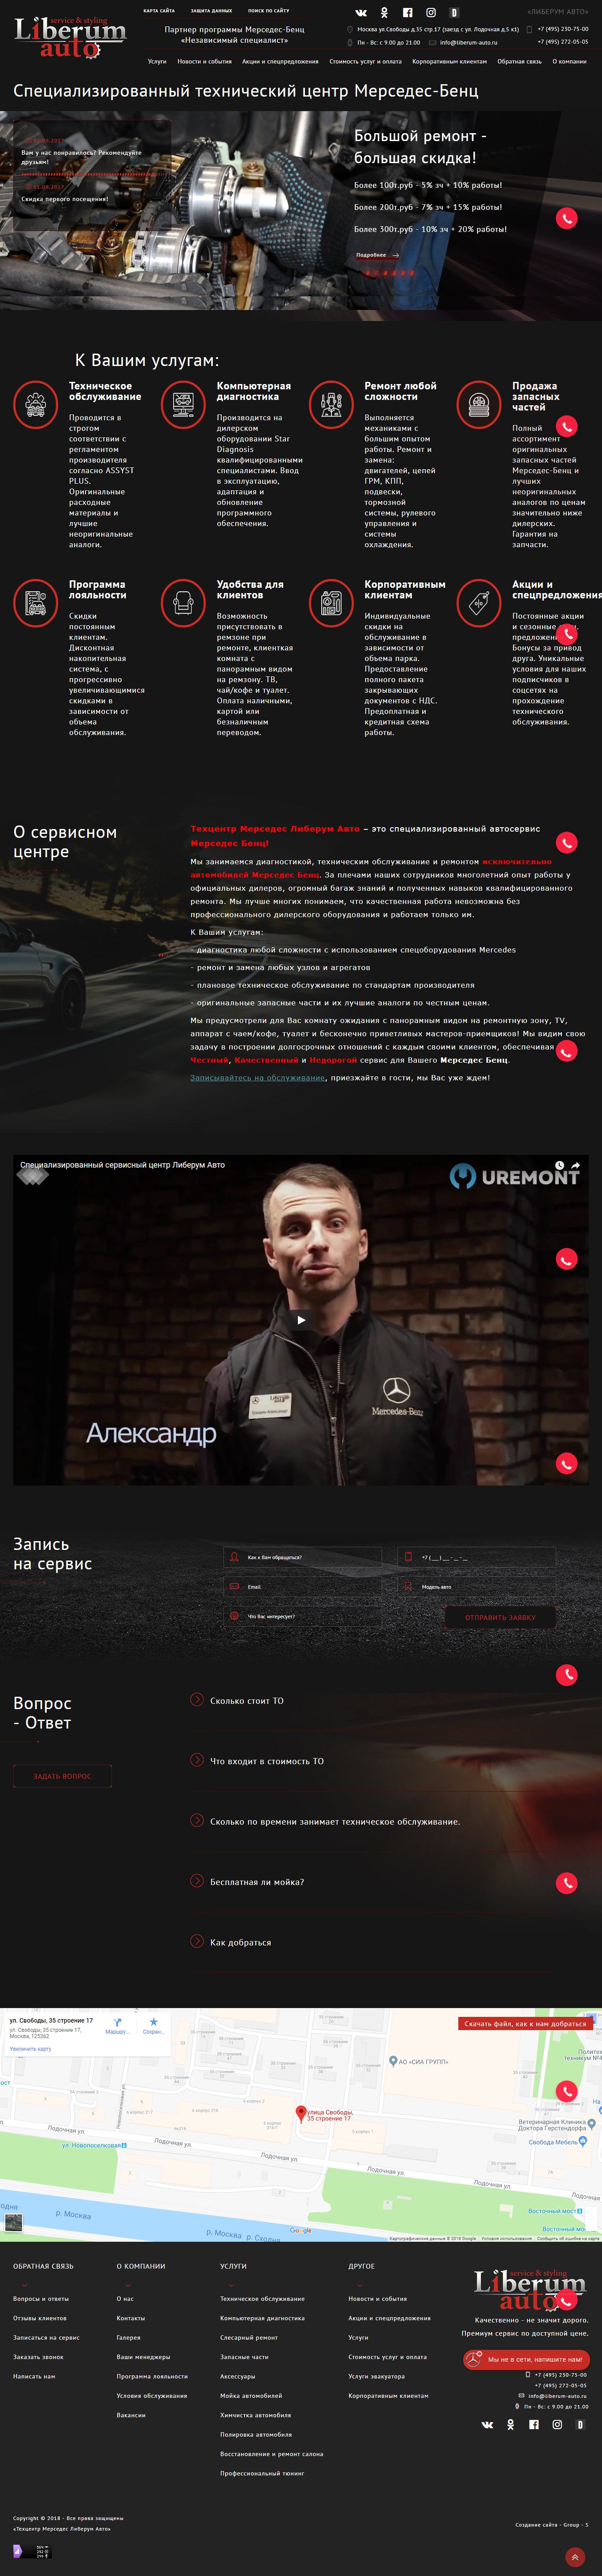 Liberum
service & styling
auto
КАРТА САЙТА
ЗАЩИТА ДАННЫХ
ПОИСК ПО САЙТУ
«ЛИБЕРУМ АВТО»
Партнер программы Мерседес-Бенц
«Независимый специалист»
Москва ул.Свободы д.35 стр.17 (заезд с ул. Лодочная д.5 к1)
+7 (495) 230-75-00
Пн - Вс: с 9.00 до 21.00
info@liberum-auto.ru
+7 (495) 272-05-05
Услуги
Новости и события
Акции и спецпредложения
Стоимость услуг и оплата
Корпоративным клиентам
Обратная связь
О компании
Специализированный технический центр Мерседес-Бенц
Вам у нас понравилось? Рекомендуйте
друзьям!
Скидка первого посещения!
Большой ремонт -
большая скидка!
Более 100т.руб - 5% зч + 10% работы!
Более 200т.руб - 7% зч + 15% работы!
Более 300т.руб - 10% зч + 20% работы!
Подробнее
К Вашим услугам:
Техническое
обслуживание
Проводится в
строгом
соответствии с
регламентом
производителя
согласно ASSYST
PLUS.
Оригинальные
расходные
материалы и
лучшие
неоригинальные
аналоги.
Компьютерная
диагностика
Производится на
дилерском
оборудовании Star
Diagnosis
квалифицированными
специалистами. Ввод
в эксплуатацию,
адаптация и
обновление
программного
обеспечения.
Ремонт любой
сложности
Выполняется
механиками с
большим опытом
работы. Ремонт и
замена:
двигателей, цепей
ГРМ, КПП,
подвески,
тормозной
системы, рулевого
управления и
системы
охлаждения.
Продажа
запасных
частей
Полный
ассортимент
оригинальных
запасных частей
Мерседес-Бенц и
лучших
неоригинальных
аналогов по ценам
значительно ниже
дилерских.
Гарантия на
запчасти.
Программа
лояльности
Скидки
постоянным
клиентам.
Дисконтная
накопительная
система, с
прогрессивно
увеличивающимися
скидками в
зависимости от
объема
обслуживания.
Удобства для
клиентов
Возможность
присутствовать в
ремзоне при
ремонте, клиентская
комната с
панорамным видом
на ремзону. ТВ,
чай/кофе и туалет.
Оплата наличными,
картой или
безналичным
переводом.
Корпоративным
клиентам
Индивидуальные
скидки на
обслуживание в
зависимости от
объема парка.
Предоставление
полного пакета
закрывающих
документов с НДС.
Предоплатная и
кредитная схема
работы.
Акции и
спецпредложения
Постоянные акции
и сезонные
Бонусы за привод
друга. Уникальные
условия для наших
подписчиков в
соцсетях на
прохождение
технического
обслуживания.
О сервисном
центре
Техцентр Мерседес Либерум Авто – это специализированный автосервис
Мерседес Бенц!
Мы занимаемся диагностикой, техническим обслуживание и ремонтом исключительно
автомобилей Мерседес Бенц. За плечами наших сотрудников многолетний опыт работы у
официальных дилеров, огромный багаж знаний и полученных навыков квалифицированного
ремонта. Мы лучше многих понимаем, что качественная работа невозможна без
профессионального дилерского оборудования и работаем только им.
К Вашим услугам:
- диагностика любой сложности с использованием спецоборудования Mercedes
- ремонт и замена любых узлов и агрегатов
- плановое техническое обслуживание по стандартам производителя
- оригинальные запасные части и их лучшие аналоги по честным ценам.
Мы предусмотрели для Вас комнату ожидания с панорамным видом на ремонтную зону, TV,
аппарат с чаем/кофе, туалет и бесконечно приветливых мастеров-приемщиков! Мы видим свою
задачу в построении долгосрочных отношений с каждым своими клиентом, обеспечивая
Честный, Качественный и Недорогой сервис для Вашего Мерседес Бенц.
Записывайтесь на обслуживание, приезжайте в гости, мы Вас уже ждем!
Специализированный сервисный центр Либерум Авто
UREMONT
Mercedes-Benz
Александр
Запись
на сервис
Как к Вам обращаться?
+7 ( __ ) __ - __ - __
Email
Модель авто
Что Вас интересует?
ОТПРАВИТЬ ЗАЯВКУ
Вопрос
- Ответ
ЗАДАТЬ ВОПРОС
Сколько стоит ТО
Что входит в стоимость ТО
Сколько по времени занимает техническое обслуживание.
Бесплатная ли мойка?
Как добраться
ул. Свободы, 35 строение 17
ул. Свободы, 35 строение 17,
Москва, 125362
Маршру...
Сохран...
Увеличить карту
Скачать файл, как к нам добраться
АО «СИА ГРУПП»
улица Свободы,
35 строение 17
Ветеринарная Клиника
Доктора Герстендорфа
Свобода Мебель
Лодочная ул.
Лодочная ул.
Лодочная ул.
Лодочная ул.
ул. Новопоселковая
Восточный мост
р. Москва
р. Москва
р. Сходня
Google
Картографические данные © 2018 Google
Условия использования
Сообщить об ошибке на карте
ОБРАТНАЯ СВЯЗЬ
Вопросы и ответы
Отзывы клиентов
Записаться на сервис
Заказать звонок
Написать нам
О КОМПАНИИ
О нас
Контакты
Галерея
Ваши менеджеры
Программа лояльности
Условия обслуживания
Вакансии
УСЛУГИ
Техническое обслуживание
Компьютерная диагностика
Слесарный ремонт
Запасные части
Аксессуары
Мойка автомобилей
Химчистка автомобиля
Полировка автомобиля
Восстановление и ремонт салона
Профессиональный тюнинг
ДРУГОЕ
Новости и события
Акции и спецпредложения
Услуги
Стоимость услуг и оплата
Услуги эвакуатора
Корпоративным клиентам
service & styling
Liberum
auto
Качественно - не значит дорого.
Премиум сервис по доступной цене.
Мы не в сети, напишите нам!
+7 (495) 230-75-00
+7 (495) 272-05-05
info@liberum-auto.ru
Пн - Вс: с 9.00 до 21.00
Copyright © 2018 - Все права защищены
«Техцентр Мерседес Либерум Авто»
Создание сайта - Group - S